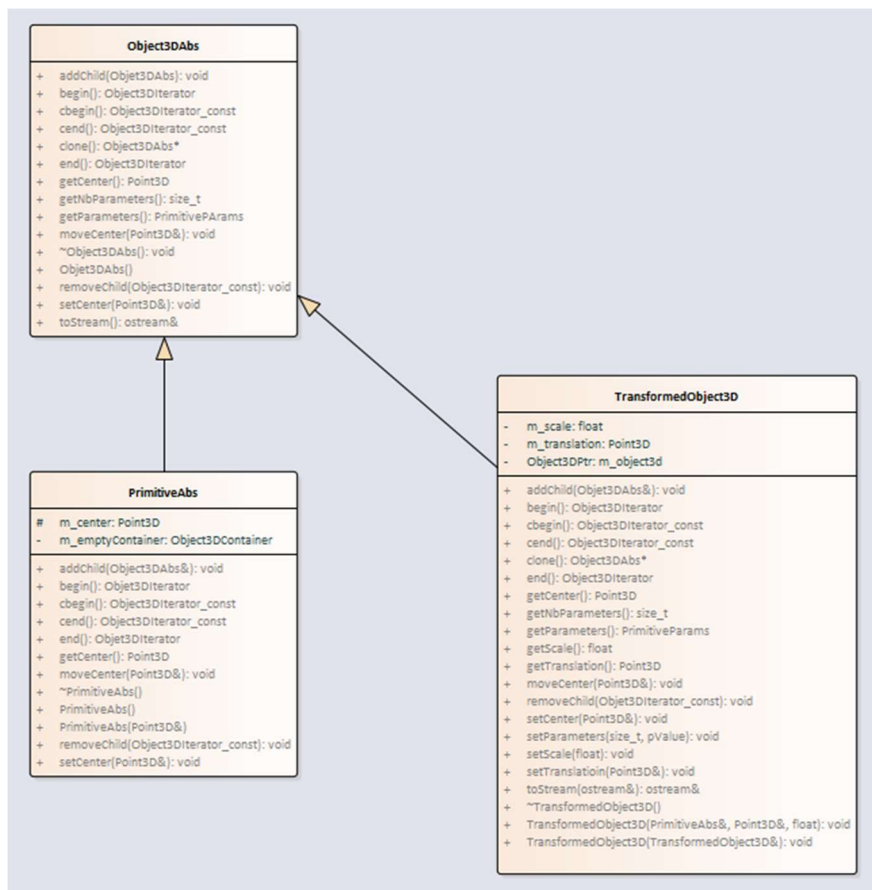 Object3DAbs
+ addChild(Objet3DAbs): void
+ begin(): Object3DIterator
+ cbegin(): Object3DIterator_const
+ cend(): Object3DIterator_const
+ clone(): Object3DAbs*
+ end(): Object3DIterator
+ getCenter(): Point3D
+ getNbParameters(): size_t
+ getParameters(): PrimitivePArams
+ moveCenter(Point3D&): void
+ ~Object3DAbs(): void
+ Objet3DAbs()
+ removeChild(Object3DIterator_const): void
+ setCenter(Point3D&): void
+ toStream(): ostream&
PrimitiveAbs
# m_center: Point3D
- m_emptyContainer: Object3DContainer
+ addChild(Object3DAbs&): void
+ begin(): Objet3DIterator
+ cbegin(): Object3DIterator_const
+ cend(): Object3DIterator_const
+ end(): Objet3DIterator
+ getCenter(): Point3D
+ moveCenter(Point3D&): void
+ ~PrimitiveAbs()
+ PrimitiveAbs()
+ PrimitiveAbs(Point3D&)
+ removeChild(Object3DIterator_const): void
+ setCenter(Point3D&): void
TransformedObject3D
- m_scale: float
- m_translation: Point3D
- Object3DPtr: m_object3d
+ addChild(Objet3DAbs&): void
+ begin(): Object3DIterator
+ cbegin(): Object3DIterator_const
+ cend(): Object3DIterator_const
+ clone(): Object3DAbs*
+ end(): Object3DIterator
+ getCenter(): Point3D
+ getNbParameters(): size_t
+ getParameters(): PrimitiveParams
+ getScale(): float
+ getTranslation(): Point3D
+ moveCenter(Point3D&): void
+ removeChild(Objet3DIterator_const): void
+ setCenter(Point3D&): void
+ setParameters(size_t, pValue): void
+ setScale(float): void
+ setTranslatioin(Point3D&): void
+ toStream(ostream&): ostream&
+ ~TransformedObject3D()
+ TransformedObject3D(PrimitiveAbs&, Point3D&, float): void
+ TransformedObject3D(TransformedObject3D&): void